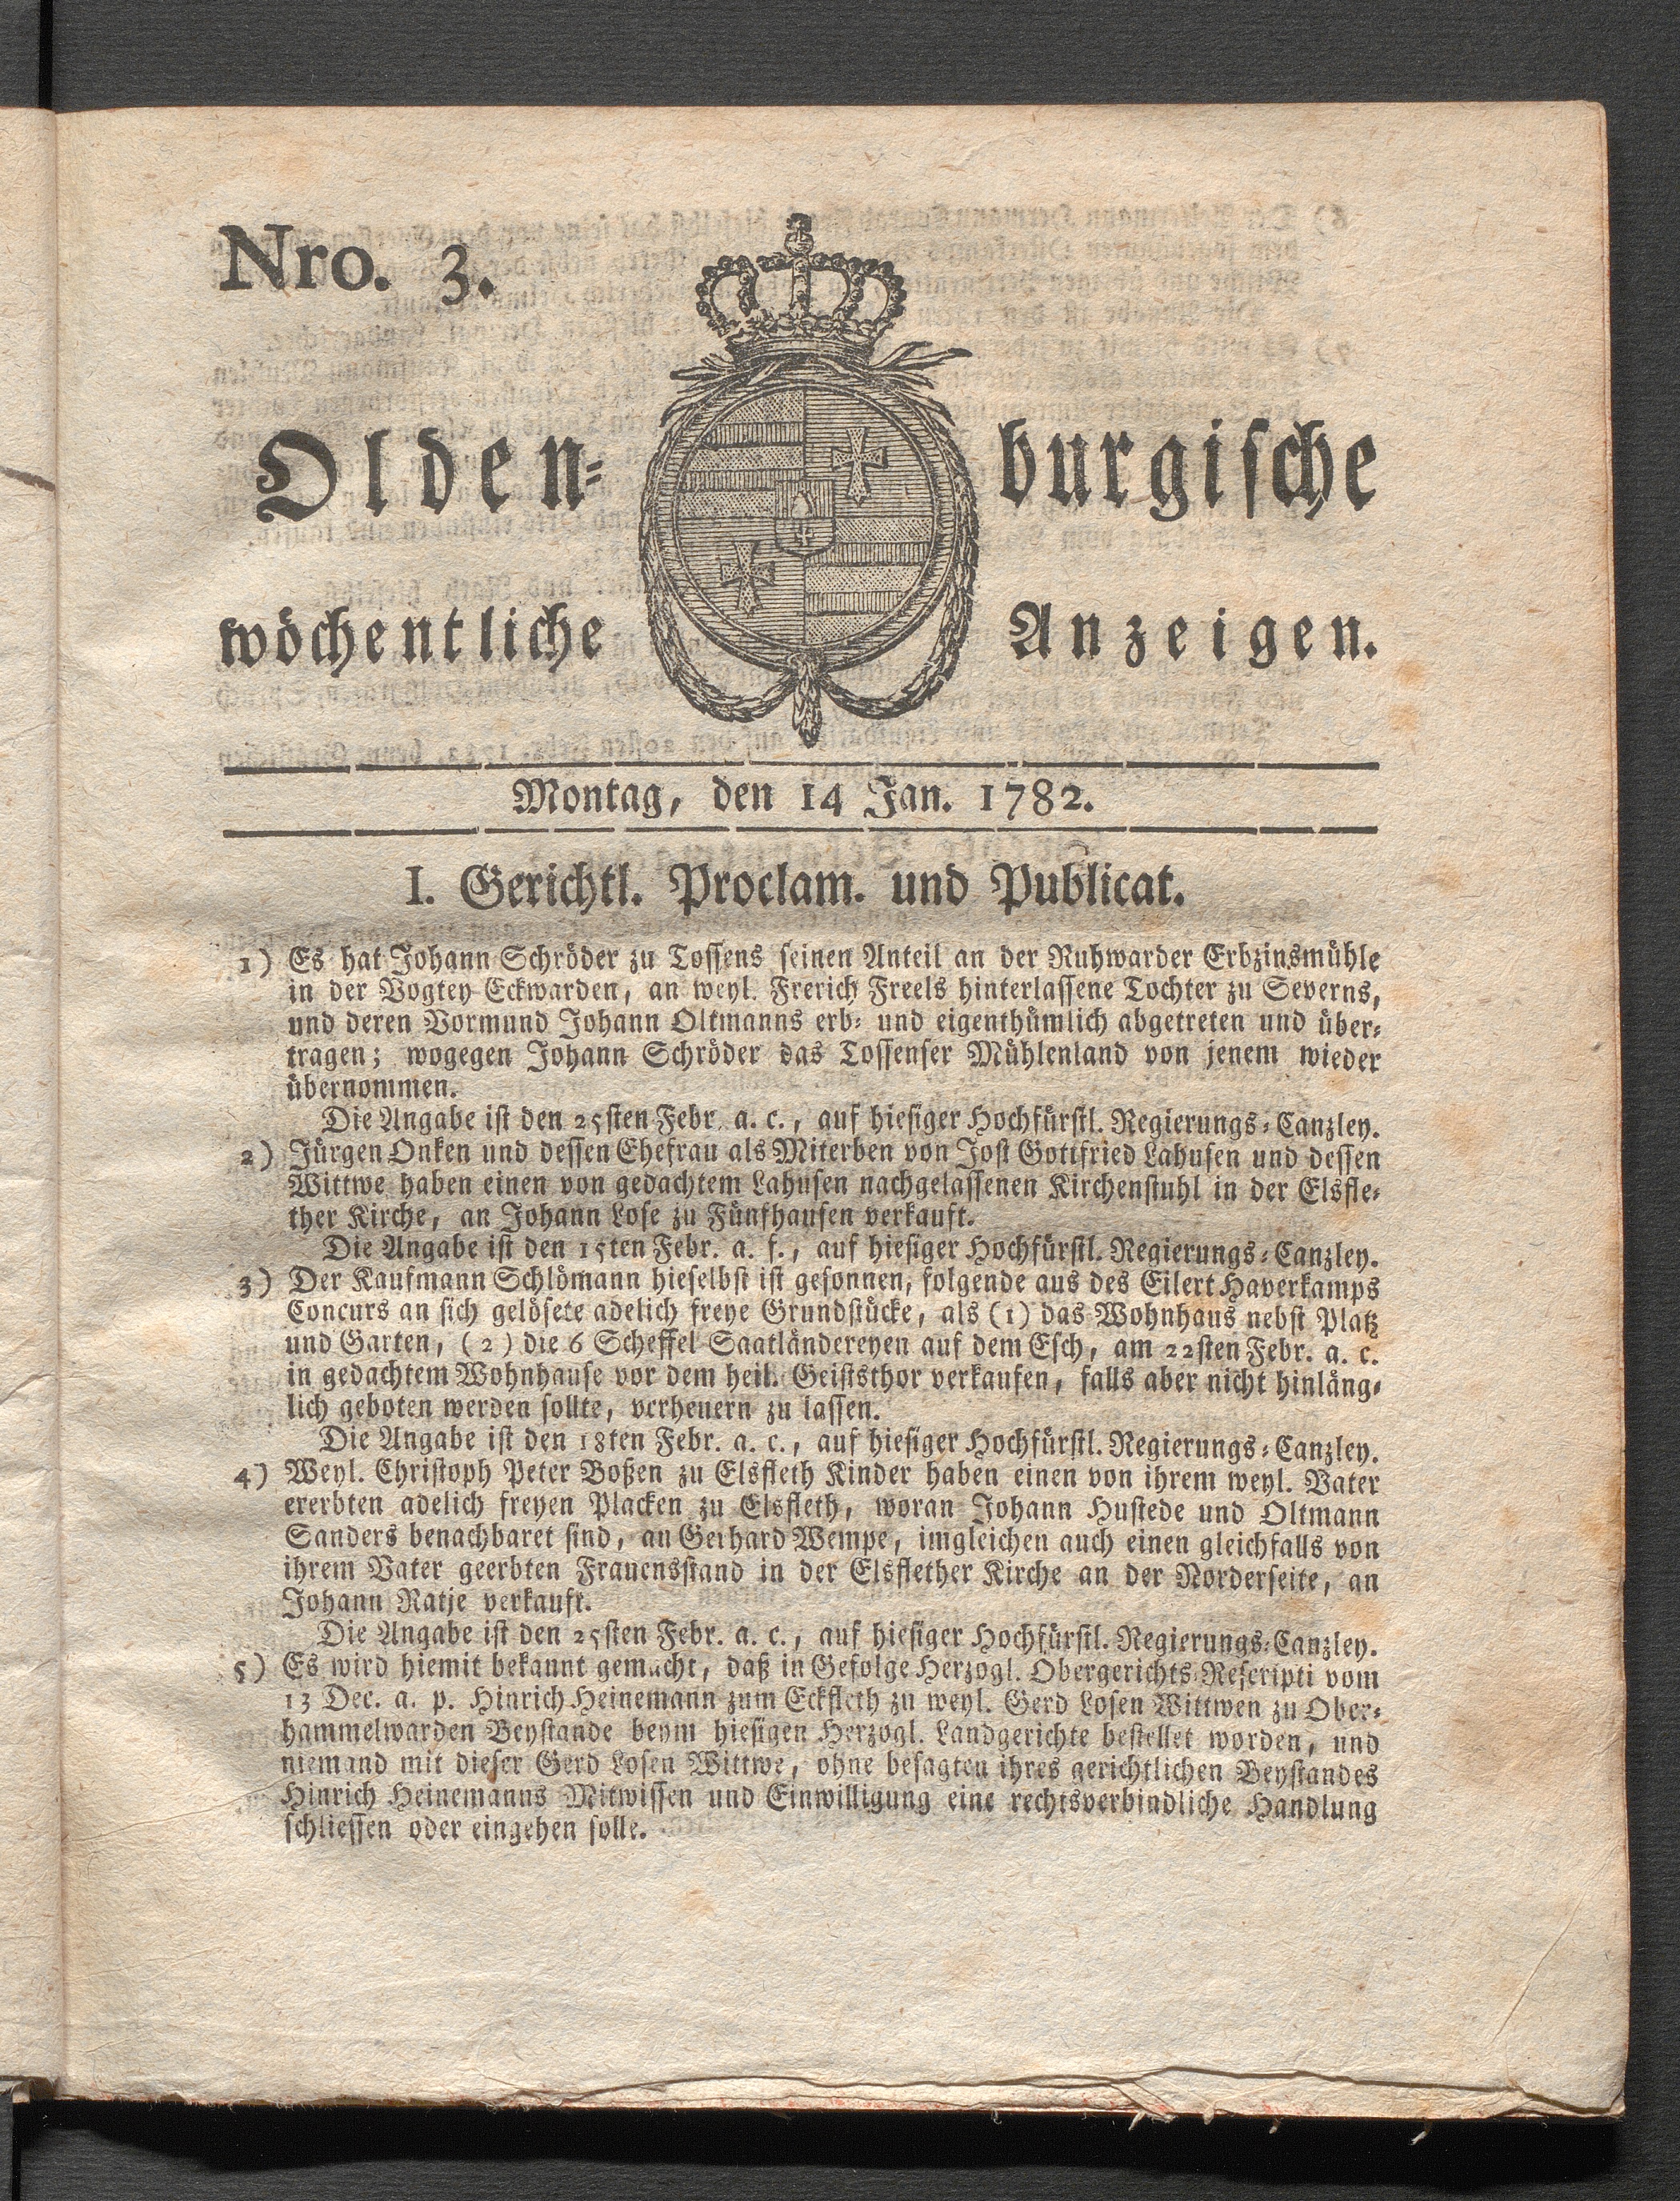 Nro. 3.
Olden⸗ burgische
wöchentliche Anzeigen.
Montag, den 14 Jan. 1782.
I. Gerichtl. Proclam. und Publicat.
1) Es hat Johann Schröder zu Tossens seinen Anteil an der Ruhwarder Erbzinsmühle
in der Vogtey Eckwarden, an weyl. Frerich Freels hinterlassene Tochter zu Severns,
und deren Vormund Johann Oltmanns erb⸗ und eigenthümlich abgetreten und über⸗
tragen; wogegen Johann Schröder das Tossenser Mühlenland von jenem wieder
übernommen.
Die Angabe ist den 25sten Febr. a. c., auf hiesiger Hochfürstl. Regierungs⸗Canzley.
2) Jürgen Onken und dessen Ehefrau als Miterben von Jost Gottfried Lahusen und dessen
Wittwe haben einen von gedachtem Lahusen nachgelassenen Kirchenstuhl in der Elsfle⸗
ther Kirche, an Johann Lose zu Fünfhausen verkauft.
Die Angabe ist den 15ten Febr. a. f., auf hiesiger Hochfürstl. Regierungs⸗Canzley.
3) Der Kaufmann Schlömann hieselbst ist gesonnen, folgende aus des Eilert Haverkamps
Concurs an sich gelösete adelich freye Grundstücke, als (1) das Wohnhaus nebst Platz
und Garten, (2) die 6 Scheffel Saatländereyen auf dem Esch, am 22sten Febr. a. c.
in gedachtem Wohnhause vor dem heil. Geiststhor verkaufen, falls aber nicht hinläng⸗
lich geboten werden sollte, verheuern zu lassen.
Die Angabe ist den 18ten Febr. a. c., auf hiesiger Hochfürstl. Regierungs⸗Canzley.
4) Weyl. Christoph Peter Boßen zu Elsfleth Kinder haben einen von ihrem weyl. Vater
ererbten adelich freyen Placken zu Elsfleth, woran Johann Hustede und Oltmann
Sanders benachbaret sind, an Gerhard Wempe, imgleichen auch einen gleichfalls von
ihrem Vater geerbten Frauensstand in der Elsflether Kirche an der Norderseite, an
Johann Ratje verkauft.
Die Angabe ist den 25sten Febr. a. c., auf hiesiger Hochfürstl. Regierungs⸗Canzley.
5) Es wird hiemit bekannt gemacht, daß in Gefolge Herzogl. Obergerichts⸗Rescripti vom
13 Dec. a. p. Hinrich Heinemann zum Eckfleth zu weyl. Gerd Losen Wittwen zu Ober⸗
hammelwarden Beystande beym hiesigen Herzogl. Landgerichte bestellet worden, und
niemand mit dieser Gerd Losen Wittwe, ohne besagten ihres gerichtlichen Beystandes
Hinrich Heinemanns Mitwissen und Einwilligung eine rechtsverbindliche Handlung
schliessen oder eingehen solle.